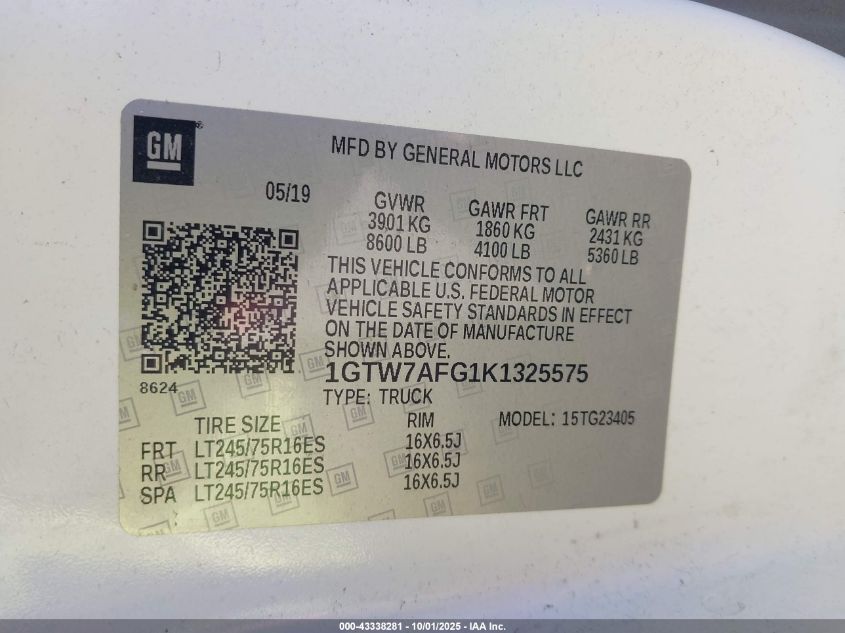 GM
MFD BY GENERAL MOTORS LLC
05/19
GVWR GAWR FRT GAWR RR
3901 KG 1860 KG 2431 KG
8600 LB 4100 LB 5360 LB
THIS VEHICLE CONFORMS TO ALL
APPLICABLE U.S. FEDERAL MOTOR
VEHICLE SAFETY STANDARDS IN EFFECT
ON THE DATE OF MANUFACTURE
SHOWN ABOVE.
8624
1GTW7AFG1K1325575
TYPE: TRUCK
TIRE SIZE RIM MODEL: 15TG23405
FRT LT245/75R16ES 16X6.5J
RR LT245/75R16ES 16X6.5J
SPA LT245/75R16ES 16X6.5J
000-43338281 - 10/01/2025 - IAA Inc.